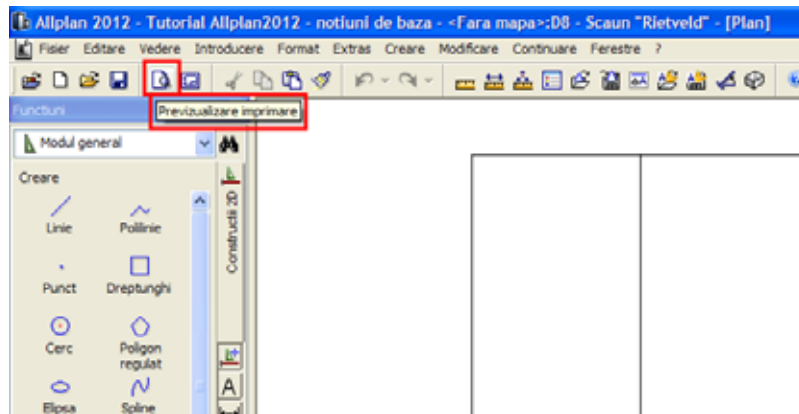 Allplan 2012 - Tutorial Allplan2012 - notiuni de baza - <Fara mapa>:D8 - Scaun "Rietveld" - [Plan]
Fisier Editare Vedere Introducere Format Extras Creare Modificare Continuare Ferestre ?
Functiuni
Previzualizare imprimare
Modul general
Creare
Linie Polilinie
Punct Dreptunghi
Cerc Poligon regulat
Elipsa Spline
Constructii 2D
A